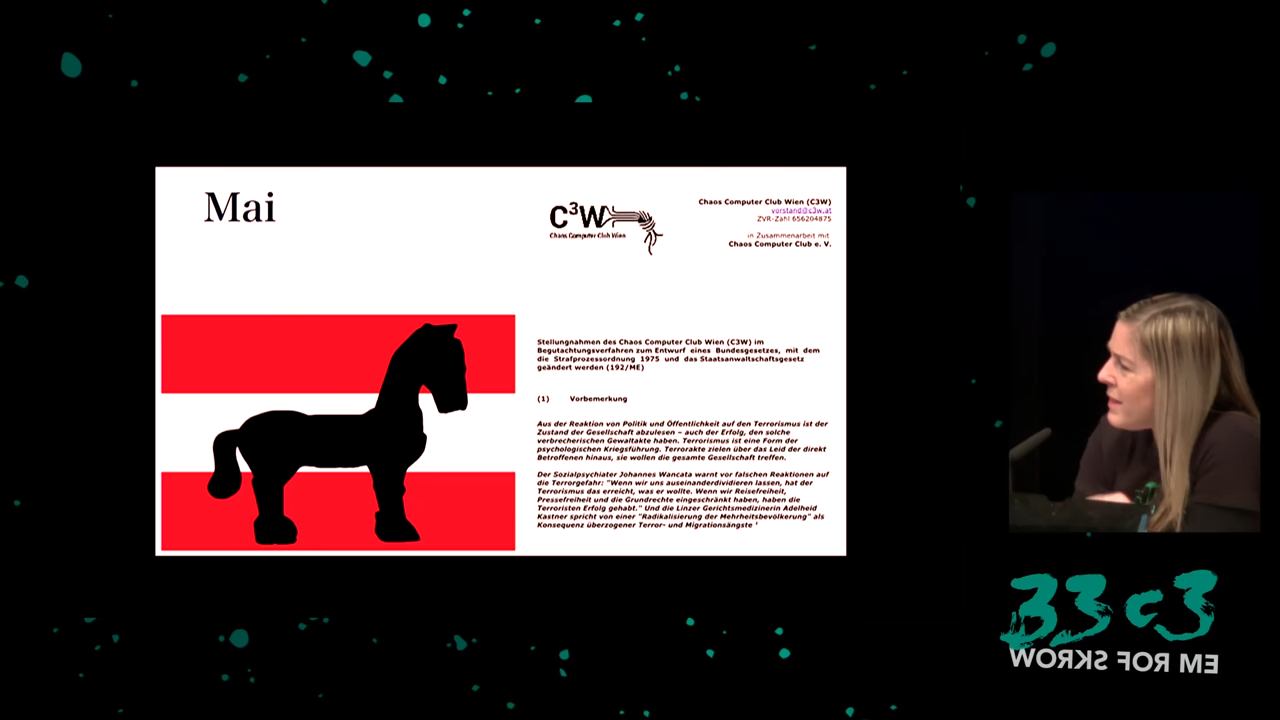 Mai
C³W
Chaos Computer Club Wien
Chaos Computer Club Wien (C3W)
vorstand@c3w.at
ZVR-Zahl 656204875
in Zusammenarbeit mit
Chaos Computer Club e. V.
Stellungnahmen des Chaos Computer Club Wien (C3W) im
Begutachtungsverfahren zum Entwurf eines Bundesgesetzes, mit dem
die Strafprozessordnung 1975 und das Staatsanwaltschaftsgesetz
geändert werden (192/ME)
(1) Vorbemerkung
Aus der Reaktion von Politik und Öffentlichkeit auf den Terrorismus ist der
Zustand der Gesellschaft abzulesen – auch der Erfolg, den solche
verbrecherischen Gewaltakte haben. Terrorismus ist eine Form der
psychologischen Kriegsführung. Terrorakte zielen über das Leid der direkt
Betroffenen hinaus, sie wollen die gesamte Gesellschaft treffen.
Der Sozialpsychiater Johannes Wancata warnt vor falschen Reaktionen auf
die Terrorgefahr: "Wenn wir uns auseinanderdividieren lassen, hat der
Terrorismus das erreicht, was er wollte. Wenn wir Reisefreiheit,
Pressefreiheit und die Grundrechte eingeschränkt haben, haben die
Terroristen Erfolg gehabt." Und die Linzer Gerichtsmedizinerin Adelheid
Kastner spricht von einer "Radikalisierung der Mehrheitsbevölkerung" als
Konsequenz überzogener Terror- und Migrationsängste ¹
33c3
WORKS FOR ME